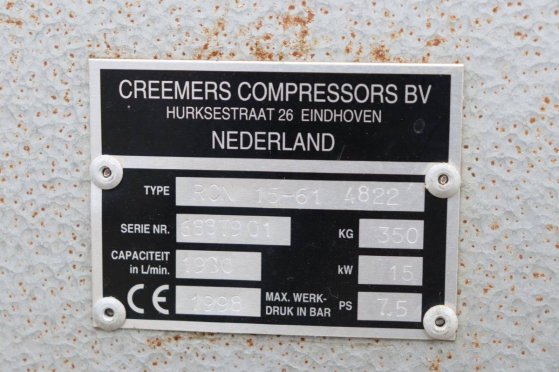 CREEMERS COMPRESSORS BV
HURKSESTRAAT 26 EINDHOVEN
NEDERLAND
TYPE RCN 15-61 4822
SERIE NR. KG 350
CAPACITEIT
in L/min. 1930 kW 15
CE 1998 MAX. WERK-
DRUK IN BAR PS 7.5